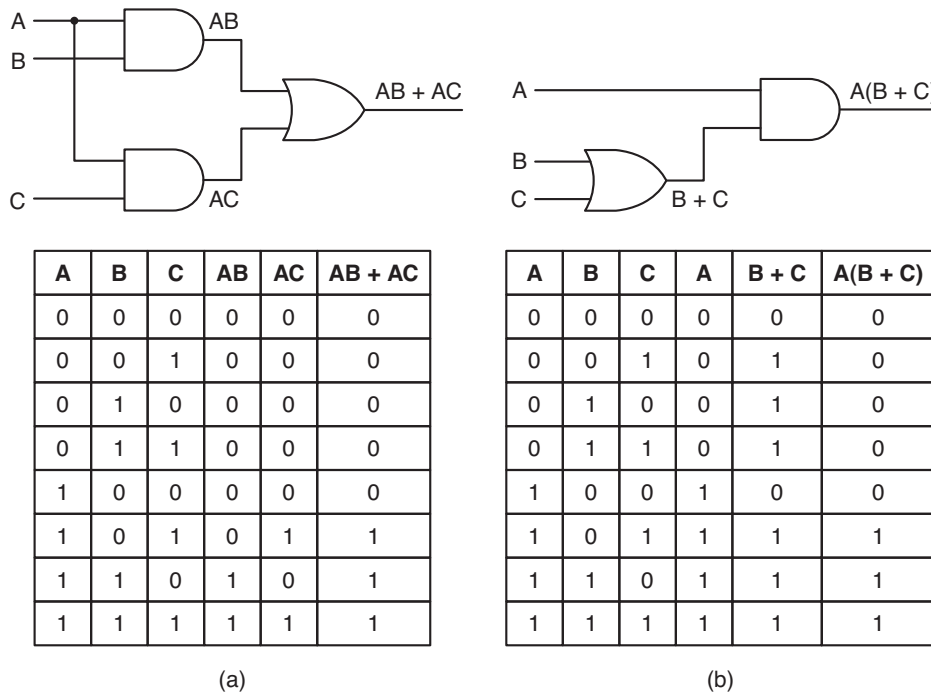 A
B
C
AB
AC
AB + AC
A
B
C
B + C
A(B + C)
A B C AB AC AB + AC
0 0 0 0 0 0
0 0 1 0 0 0
0 1 0 0 0 0
0 1 1 0 0 0
1 0 0 0 0 0
1 0 1 0 1 1
1 1 0 1 0 1
1 1 1 1 1 1
(a)
A B C A B + C A(B + C)
0 0 0 0 0 0
0 0 1 0 1 0
0 1 0 0 1 0
0 1 1 0 1 0
1 0 0 1 0 0
1 0 1 1 1 1
1 1 0 1 1 1
1 1 1 1 1 1
(b)